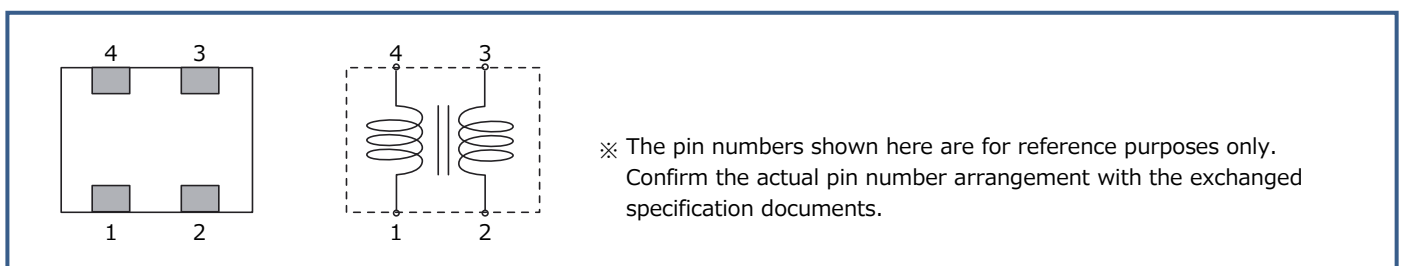 4 3
4 3
1 2
1 2
※ The pin numbers shown here are for reference purposes only.
Confirm the actual pin number arrangement with the exchanged
specification documents.